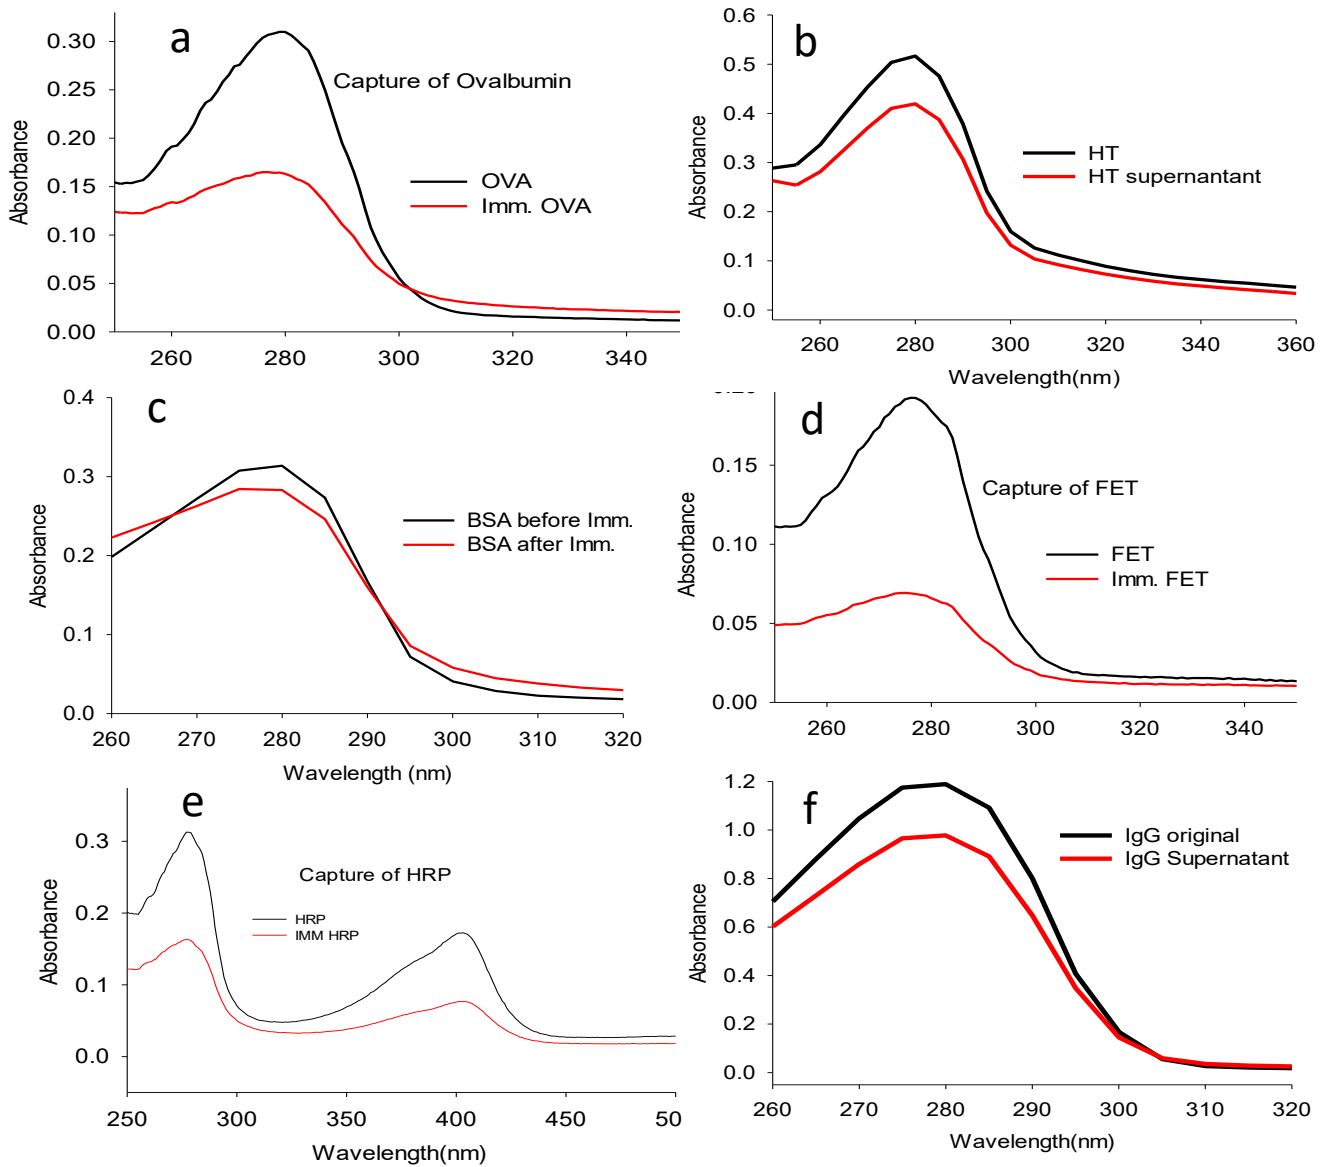 a
Capture of Ovalbumin
OVA
Imm. OVA
Absorbance
0.30
0.25
0.20
0.15
0.10
0.05
0.00
260 280 300 320 340
b
HT
HT supernantant
Absorbance
0.6
0.5
0.4
0.3
0.2
0.1
0.0
260 280 300 320 340 360
Wavelength(nm)
c
BSA before Imm.
BSA after Imm.
Absorbance
0.4
0.3
0.2
0.1
0.0
260 270 280 290 300 310 320
Wavelength (nm)
d
Capture of FET
FET
Imm. FET
Absorbance
0.20
0.15
0.10
0.05
0.00
260 280 300 320 340
e
Capture of HRP
HRP
IMM HRP
Absorbance
0.3
0.2
0.1
0.0
250 300 350 400 450 50
Wavelength(nm)
f
IgG original
IgG Supernatant
Absorbance
1.2
1.0
0.8
0.6
0.4
0.2
0.0
260 270 280 290 300 310 320
Wavelength(nm)